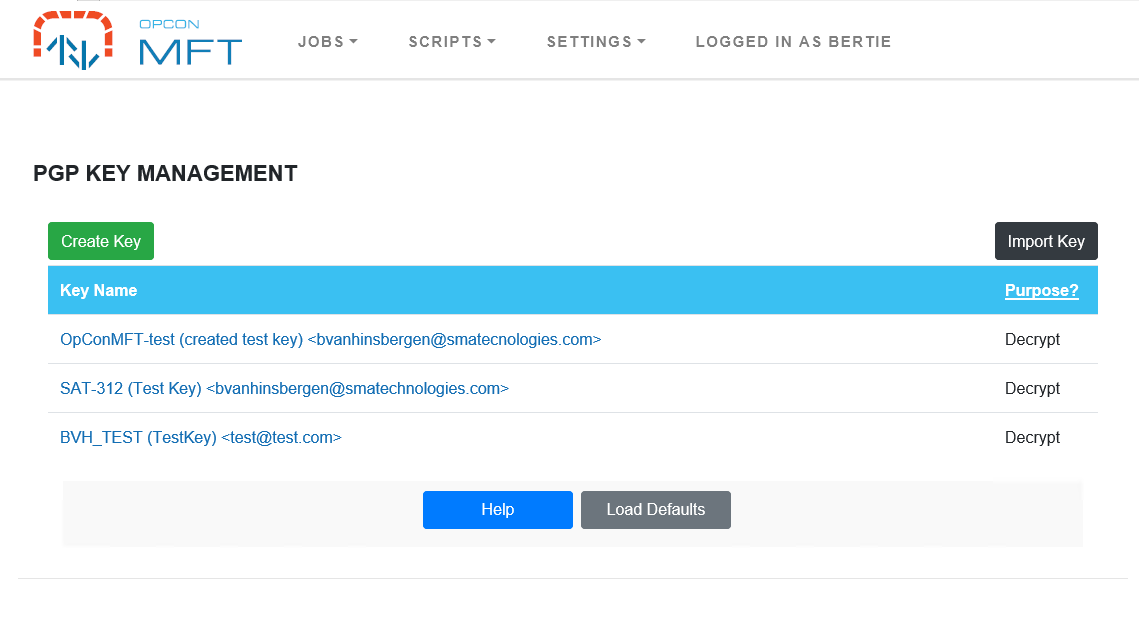 OPCON
MFT
JOBS SCRIPTS SETTINGS LOGGED IN AS BERTIE
PGP KEY MANAGEMENT
Create Key Import Key
Key Name Purpose?
OpConMFT-test (created test key) <bvanhinsbergen@smatecnologies.com> Decrypt
SAT-312 (Test Key) <bvanhinsbergen@smatechnologies.com> Decrypt
BVH_TEST (TestKey) <test@test.com> Decrypt
Help Load Defaults